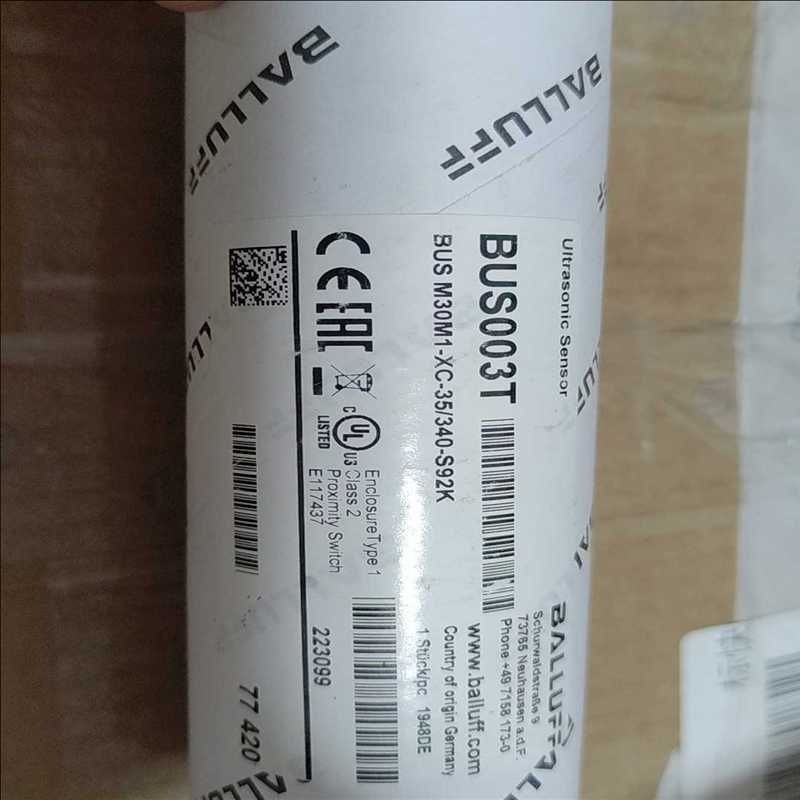 BALLUFF
BALLUFF
Ultrasonic Sensor
BUS003T
BUS M30M1-XC-35/340-S92K
BALLUFF
Schurwaldstraße 9
73765 Neuhausen a.d.F.
Phone +49 7158 173-0
www.balluff.com
Country of origin Germany
1 Stück/pc 1948DE
CE EAC
C UL US
LISTED
Enclosure Type 1
Class 2
Proximity Switch
E117437
223099
77 420